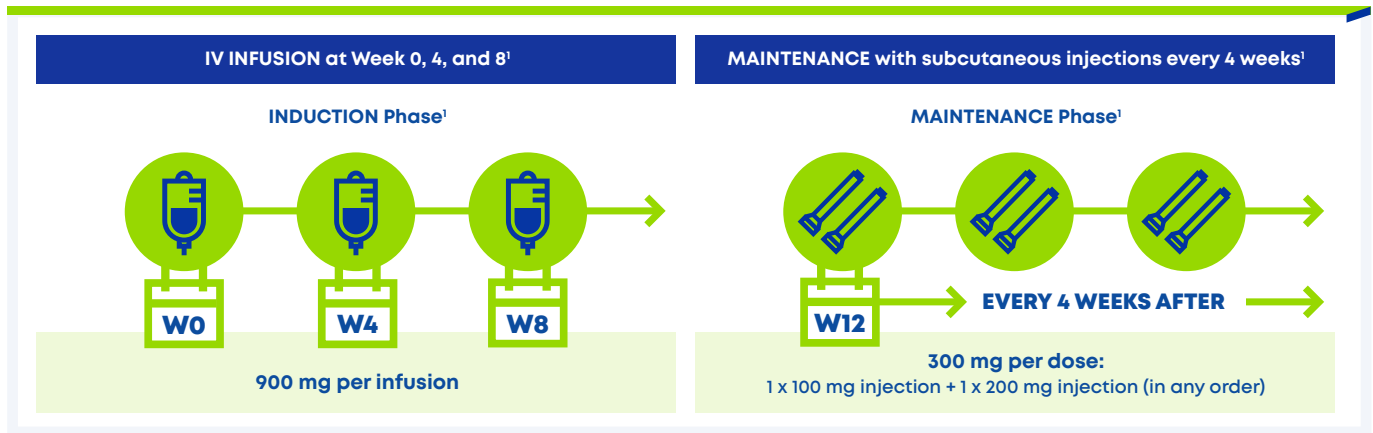 IV INFUSION at Week 0, 4, and 8¹
INDUCTION Phase¹
W0
W4
W8
900 mg per infusion
MAINTENANCE with subcutaneous injections every 4 weeks¹
MAINTENANCE Phase¹
W12
EVERY 4 WEEKS AFTER
300 mg per dose:
1 x 100 mg injection + 1 x 200 mg injection (in any order)